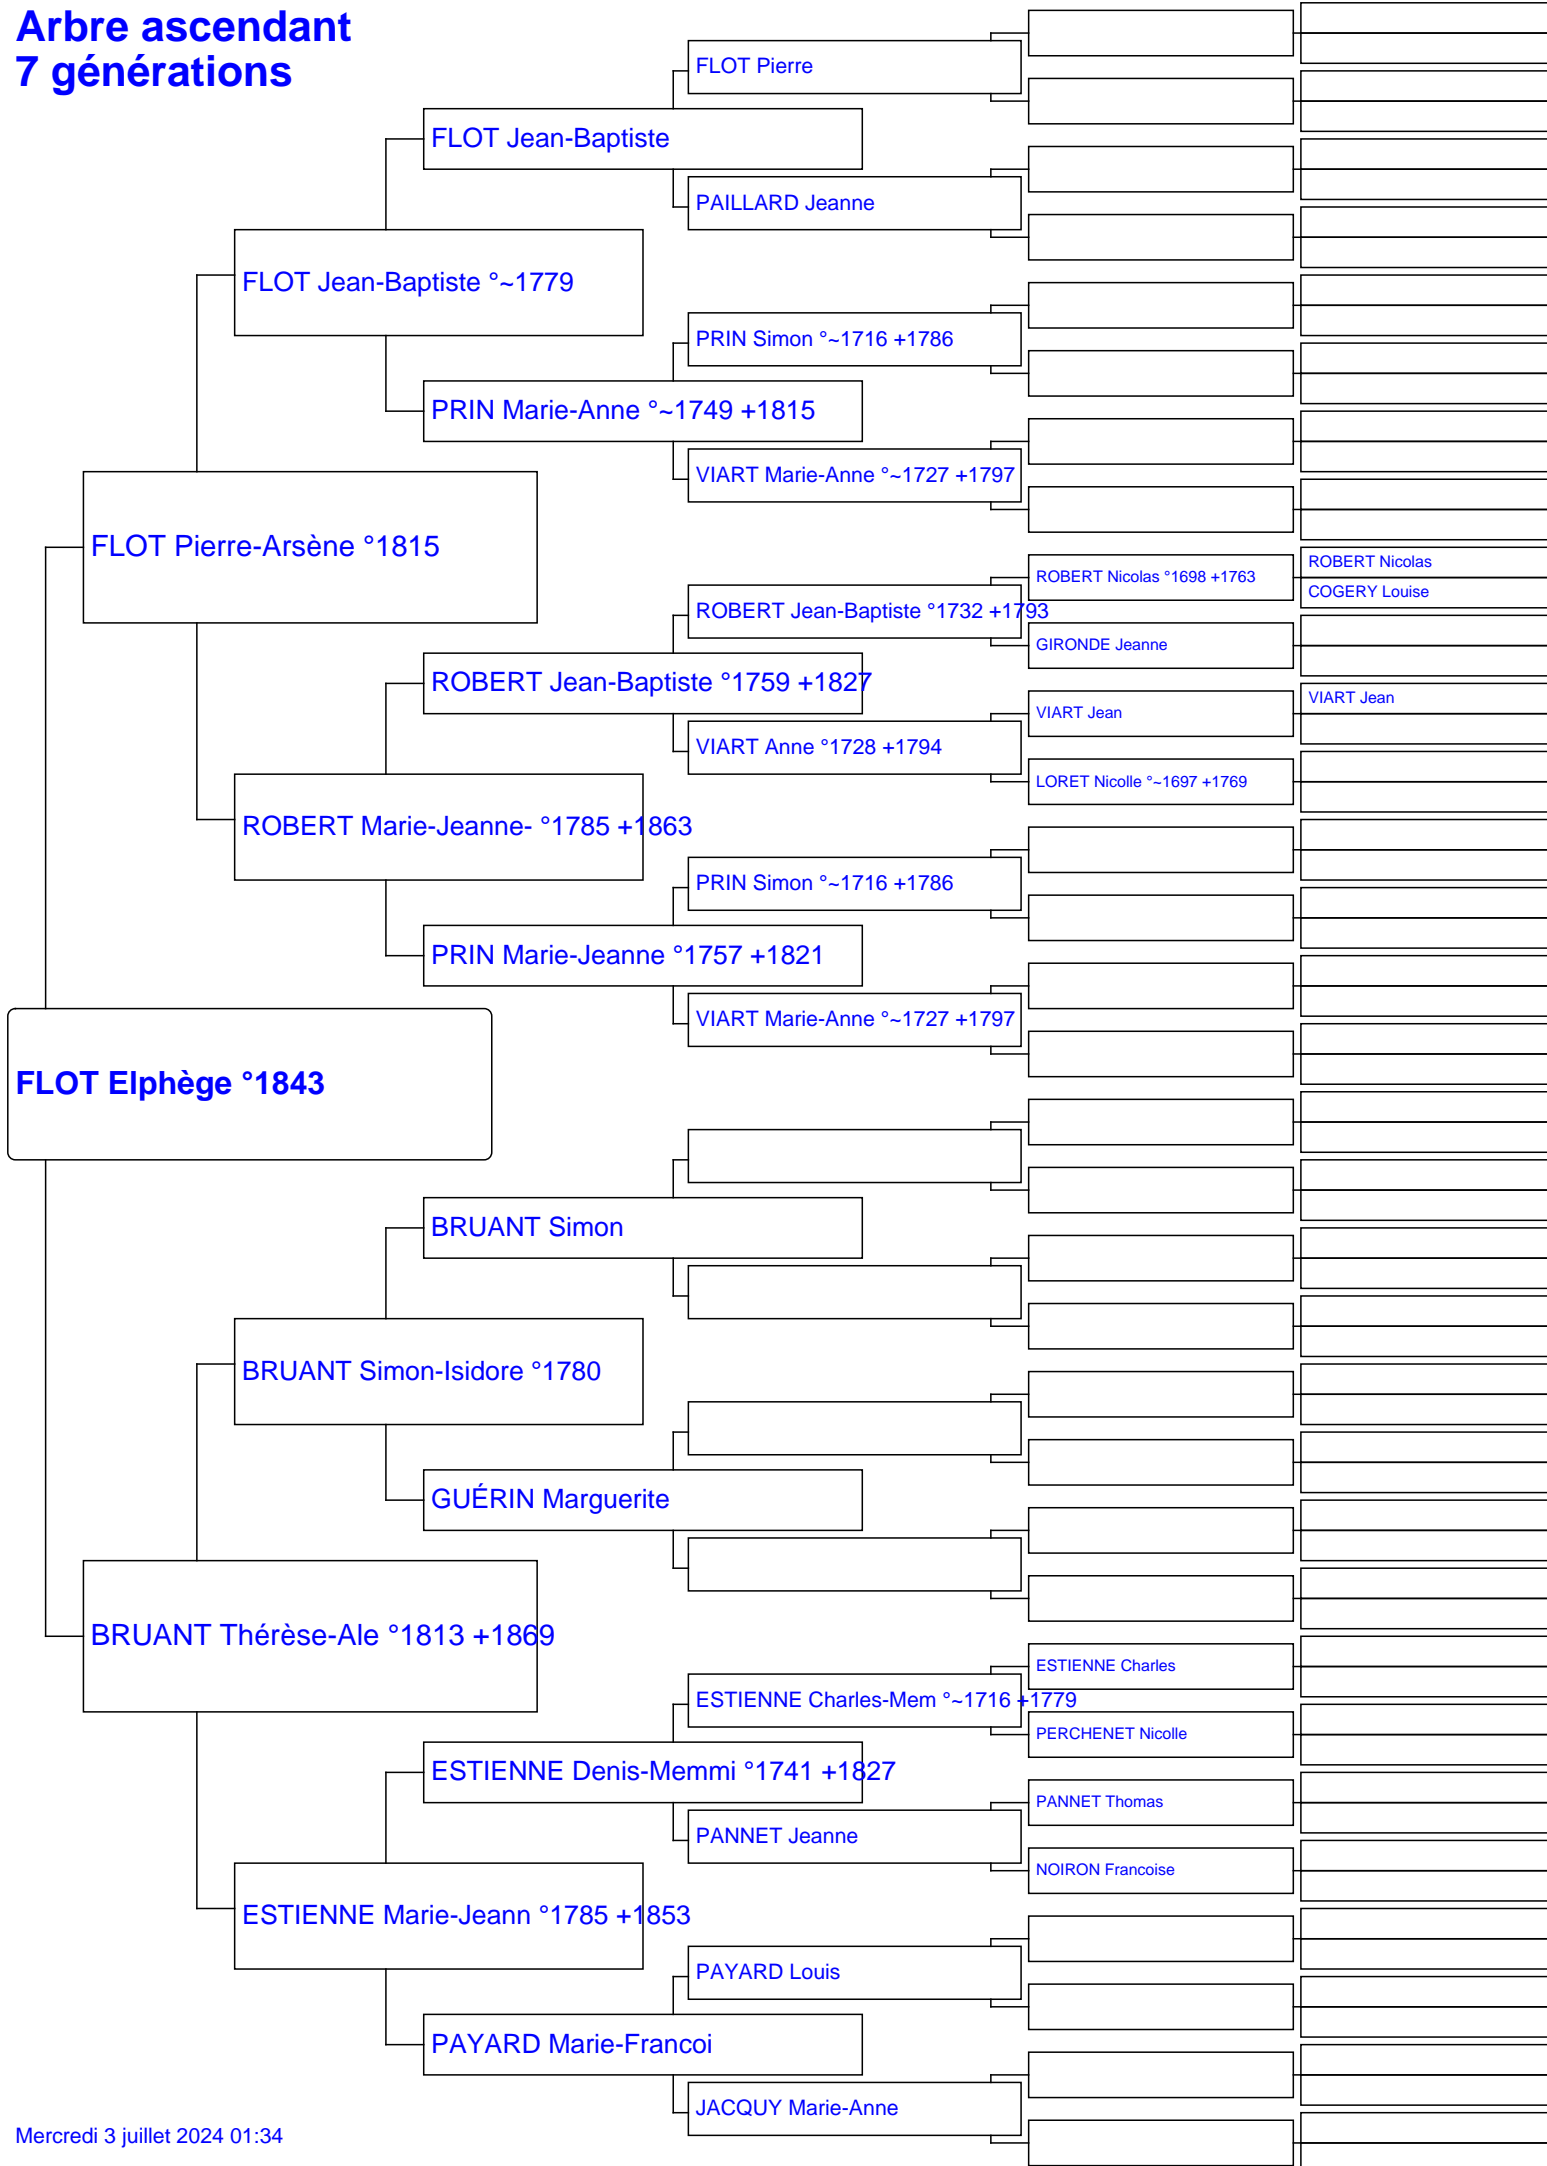 Arbre ascendant
7 générations
FLOT Pierre
FLOT Jean-Baptiste
PAILLARD Jeanne
FLOT Jean-Baptiste °~1779
PRIN Simon °~1716 +1786
PRIN Marie-Anne °~1749 +1815
VIART Marie-Anne °~1727 +1797
FLOT Pierre-Arsène °1815
ROBERT Nicolas
ROBERT Nicolas °1698 +1763
COGERY Louise
ROBERT Jean-Baptiste °1732 +1793
GIRONDE Jeanne
ROBERT Jean-Baptiste °1759 +1827
VIART Jean
VIART Jean
VIART Anne °1728 +1794
LORET Nicolle °~1697 +1769
ROBERT Marie-Jeanne- °1785 +1863
PRIN Simon °~1716 +1786
PRIN Marie-Jeanne °1757 +1821
VIART Marie-Anne °~1727 +1797
FLOT Elphège °1843
BRUANT Simon
BRUANT Simon-Isidore °1780
GUÉRIN Marguerite
BRUANT Thérèse-Ale °1813 +1869
ESTIENNE Charles
ESTIENNE Charles-Mem °~1716 +1779
PERCHENET Nicolle
ESTIENNE Denis-Memmi °1741 +1827
PANNET Thomas
PANNET Jeanne
NOIRON Francoise
ESTIENNE Marie-Jeann °1785 +1853
PAYARD Louis
PAYARD Marie-Francoi
JACQUY Marie-Anne
Mercredi 3 juillet 2024 01:34